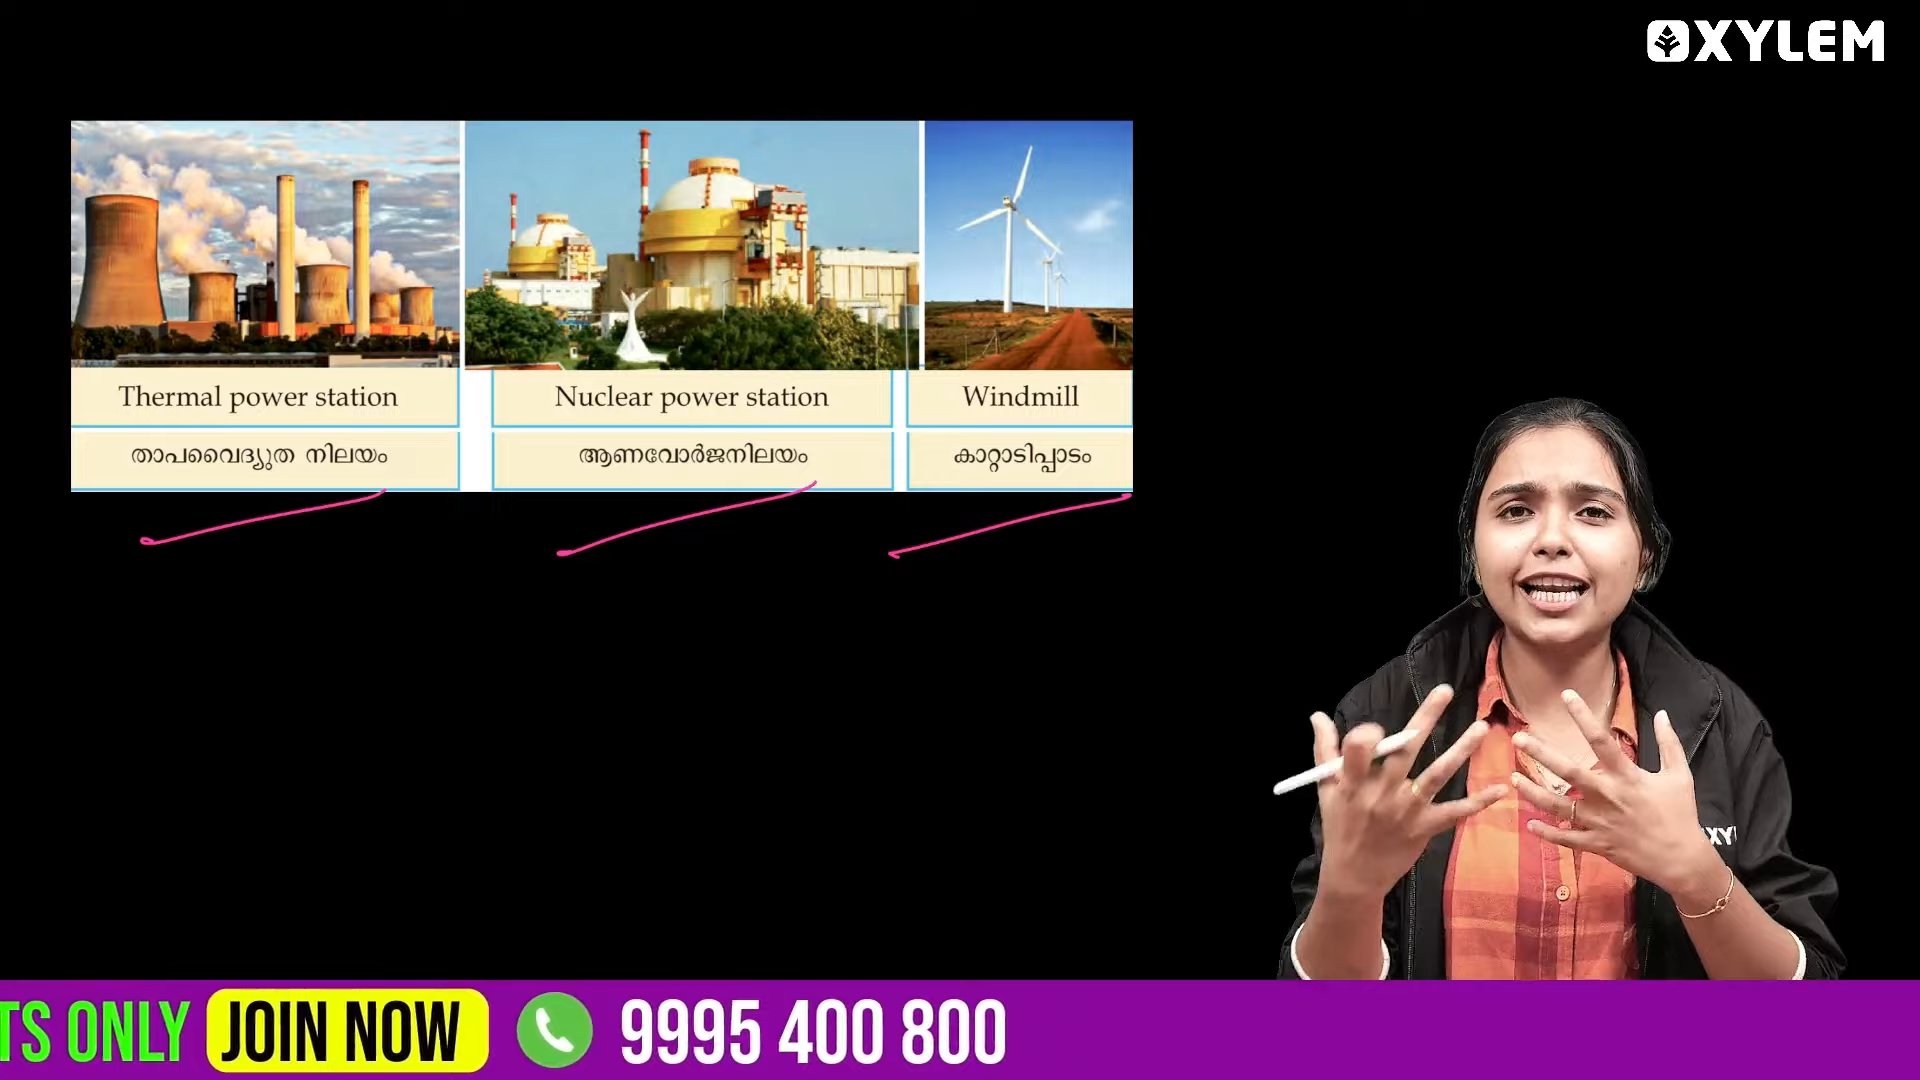 XYLEM
Thermal power station
Nuclear power station
Windmill
താപവൈദ്യുത നിലയം
ആണവോർജനിലയം
കാറ്റാടിപ്പാടം
XY
TS ONLY JOIN NOW 9995 400 800